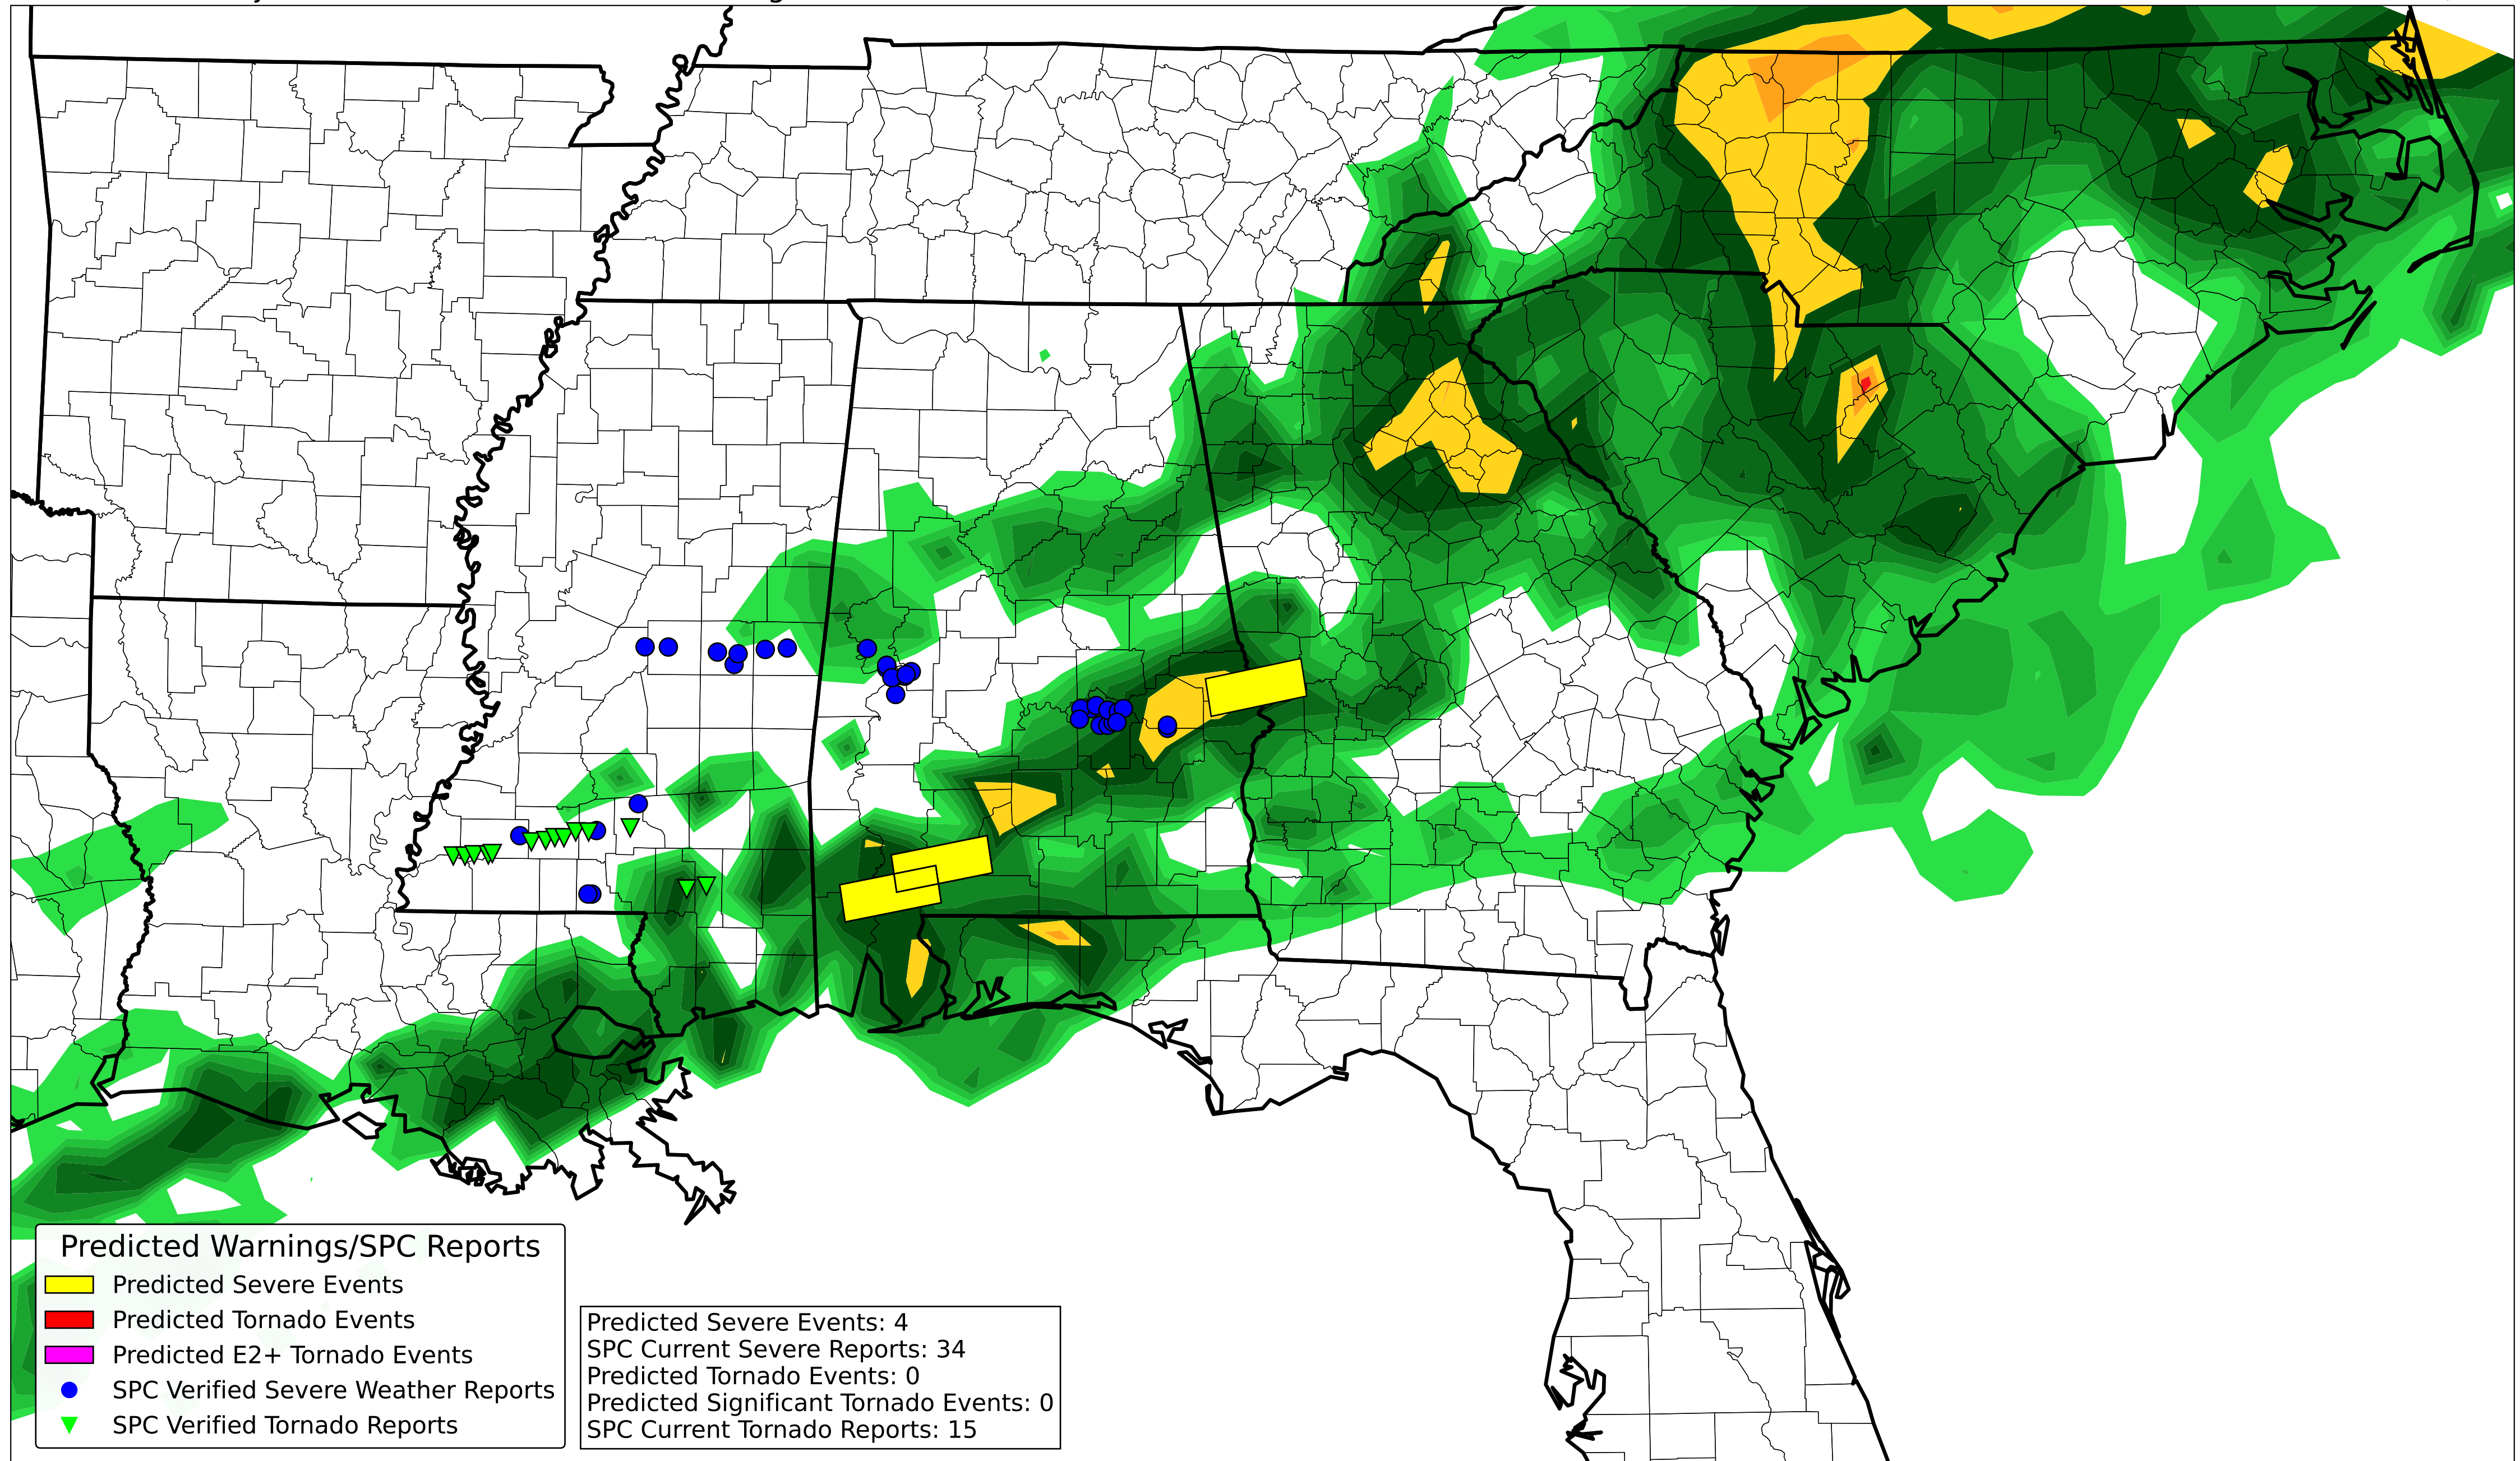 Predicted Warnings/SPC Reports
Predicted Severe Events
Predicted Tornado Events
Predicted E2+ Tornado Events
SPC Verified Severe Weather Reports
SPC Verified Tornado Reports
Predicted Severe Events: 4
SPC Current Severe Reports: 34
Predicted Tornado Events: 0
Predicted Significant Tornado Events: 0
SPC Current Tornado Reports: 15